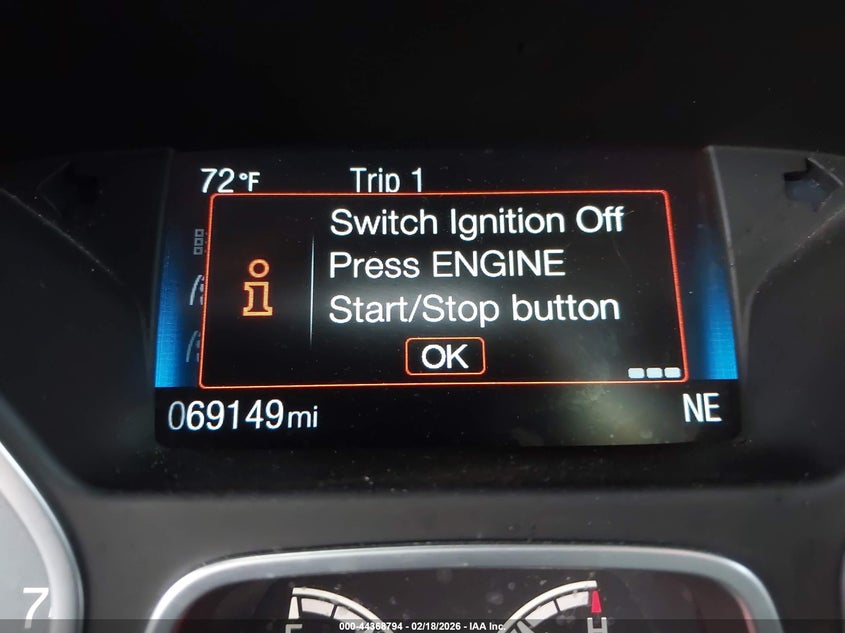 72°F Trip 1
Switch Ignition Off
Press ENGINE
Start/Stop button
OK
069149mi NE
7
H
000-44368794 - 02/18/2026 - IAA Inc.